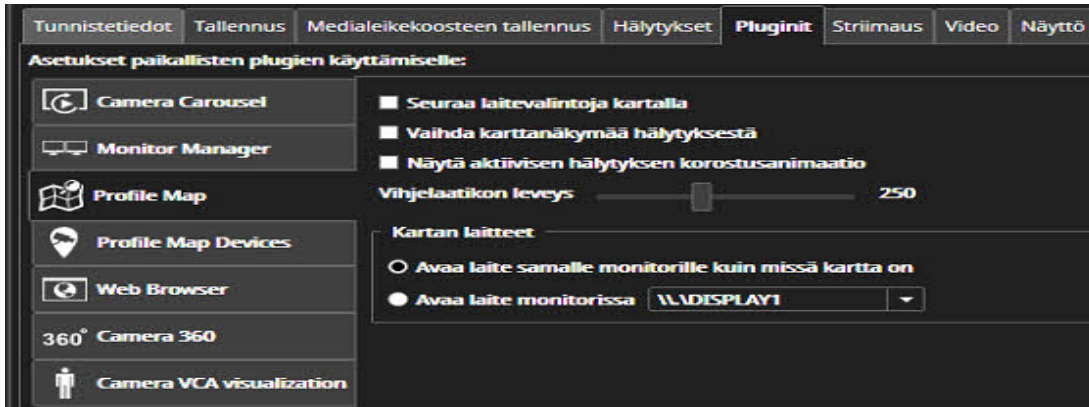 Tunnistetiedot Tallennus Medialeikekoosteen tallennus Hälytykset Pluginit Striimaus Video Näyttö
Asetukset paikallisten plugien käyttämiselle:
Camera Carousel
Monitor Manager
Profile Map
Profile Map Devices
Web Browser
360° Camera 360
Camera VCA visualization
Seuraa laitevalintoja kartalla
Vaihda karttanäkymää hälytyksestä
Näytä aktiivisen hälytyksen korostusanimaatio
Vihjelaatikon leveys 250
Kartan laitteet
Avaa laite samalle monitorille kuin missä kartta on
Avaa laite monitorissa \\.\DISPLAY1